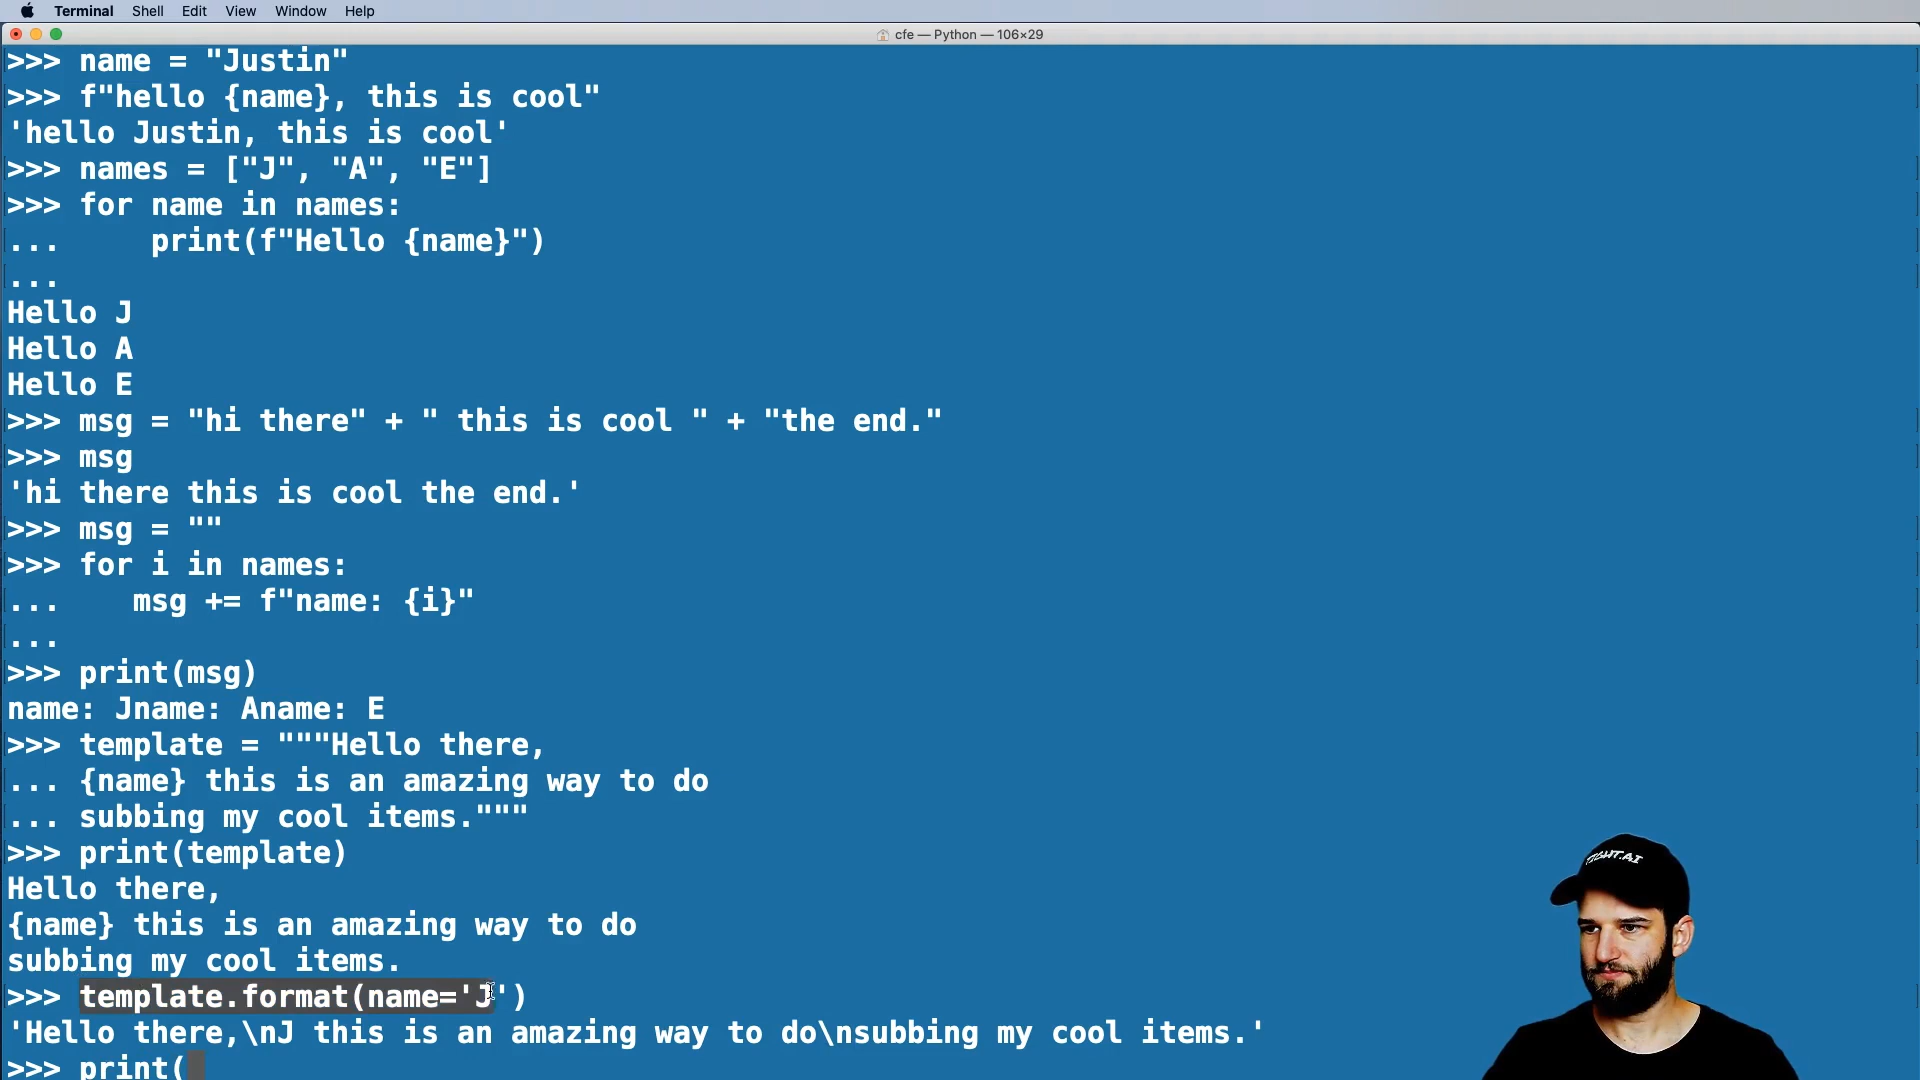 Terminal Shell Edit View Window Help
cfe — Python — 106×29
>>> name = "Justin"
>>> f"hello {name}, this is cool"
'hello Justin, this is cool'
>>> names = ["J", "A", "E"]
>>> for name in names:
...     print(f"Hello {name}")
...
Hello J
Hello A
Hello E
>>> msg = "hi there" + " this is cool " + "the end."
>>> msg
'hi there this is cool the end.'
>>> msg = ""
>>> for i in names:
...    msg += f"name: {i}"
...
>>> print(msg)
name: Jname: Aname: E
>>> template = """Hello there,
... {name} this is an amazing way to do
... subbing my cool items."""
>>> print(template)
Hello there,
{name} this is an amazing way to do
subbing my cool items.
>>> template.format(name='J')
'Hello there,\nJ this is an amazing way to do\nsubbing my cool items.'
>>> print(